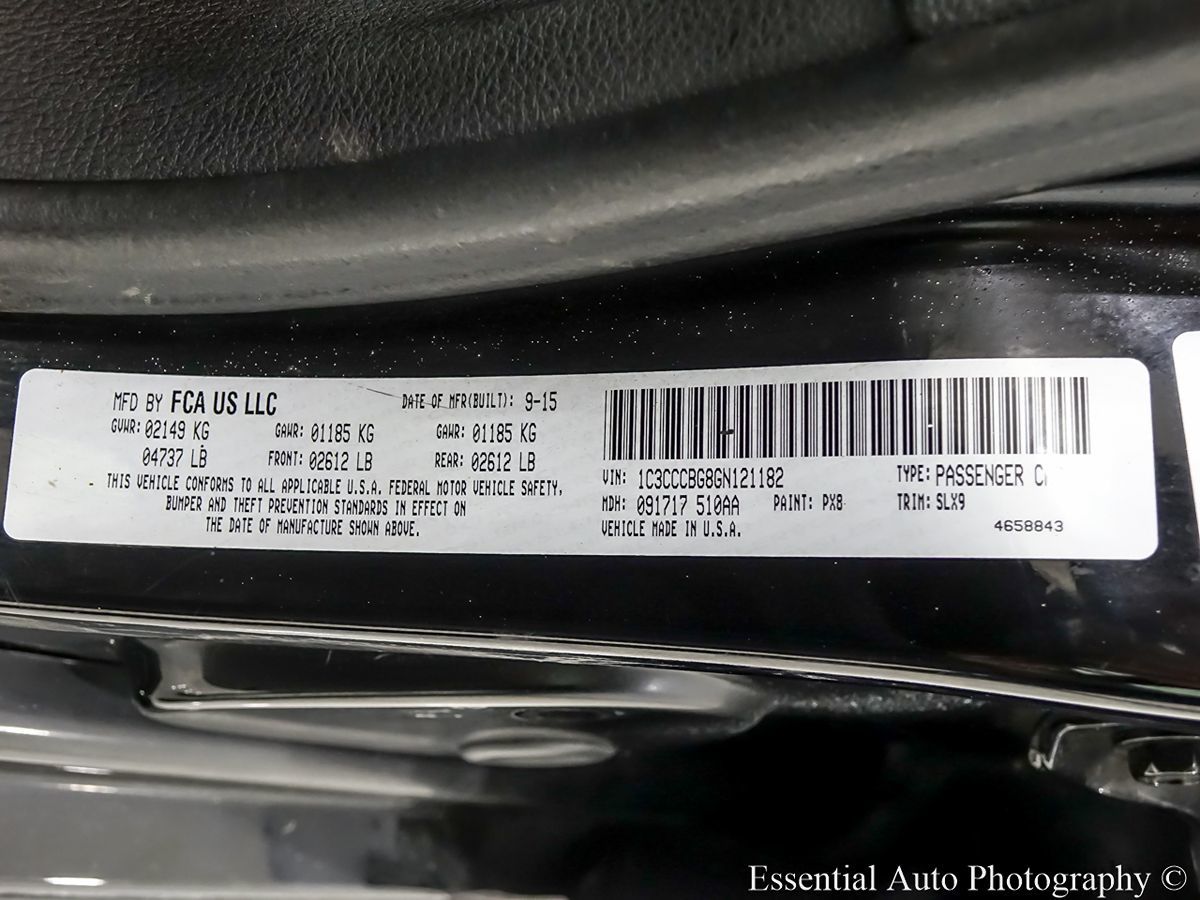 MFD BY FCA US LLC DATE OF MFR(BUILT): 9-15
GVWR: 02149 KG GAWR: 01185 KG GAWR: 01185 KG
04737 LB FRONT: 02612 LB REAR: 02612 LB
THIS VEHICLE CONFORMS TO ALL APPLICABLE U.S.A. FEDERAL MOTOR VEHICLE SAFETY,
BUMPER AND THEFT PREVENTION STANDARDS IN EFFECT ON
THE DATE OF MANUFACTURE SHOWN ABOVE.
VIN: 1C3CCCBG8GN121182 TYPE: PASSENGER
MDH: 091717 510AA PAINT: PX8 TRIM: SLX9
VEHICLE MADE IN U.S.A. 4658843
Essential Auto Photography ©